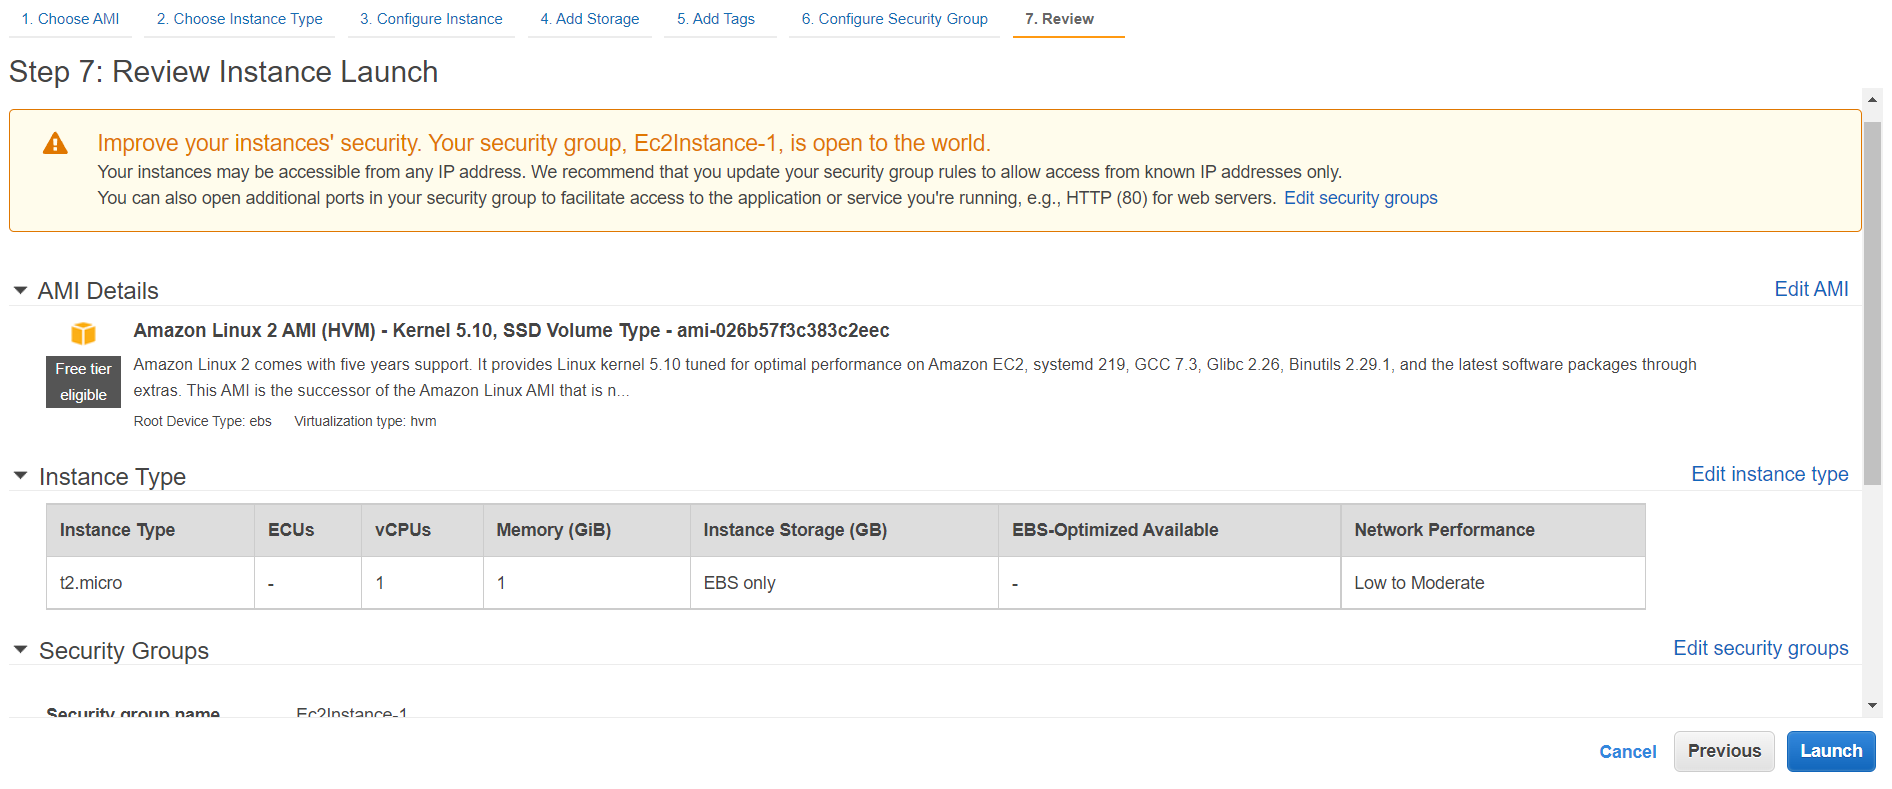 1. Choose AMI 2. Choose Instance Type 3. Configure Instance 4. Add Storage 5. Add Tags 6. Configure Security Group 7. Review
Step 7: Review Instance Launch
Improve your instances' security. Your security group, Ec2Instance-1, is open to the world.
Your instances may be accessible from any IP address. We recommend that you update your security group rules to allow access from known IP addresses only.
You can also open additional ports in your security group to facilitate access to the application or service you're running, e.g., HTTP (80) for web servers. Edit security groups
AMI Details Edit AMI
Amazon Linux 2 AMI (HVM) - Kernel 5.10, SSD Volume Type - ami-026b57f3c383c2eec
Free tier
eligible
Amazon Linux 2 comes with five years support. It provides Linux kernel 5.10 tuned for optimal performance on Amazon EC2, systemd 219, GCC 7.3, Glibc 2.26, Binutils 2.29.1, and the latest software packages through
extras. This AMI is the successor of the Amazon Linux AMI that is n...
Root Device Type: ebs Virtualization type: hvm
Instance Type Edit instance type
Instance Type ECUs vCPUs Memory (GiB) Instance Storage (GB) EBS-Optimized Available Network Performance
t2.micro - 1 1 EBS only - Low to Moderate
Security Groups Edit security groups
Security group name Ec2Instance-1
Cancel Previous Launch